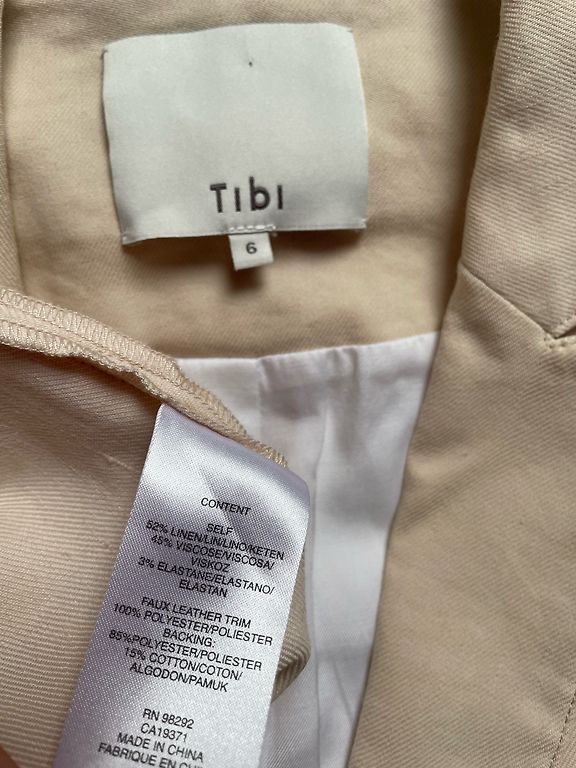 TIbI
6
CONTENT
SELF
52% LINEN/LIN/LINO/KETEN
45% VISCOSE/VISCOSA/
VISKOZ
3% ELASTANE/ELASTANO/
ELASTAN
FAUX LEATHER TRIM
100% POLYESTER/POLIESTER
BACKING:
85%POLYESTER/POLIESTER
15% COTTON/COTON/
ALGODON/PAMUK
RN 98292
CA19371
MADE IN CHINA
FABRIQUE EN